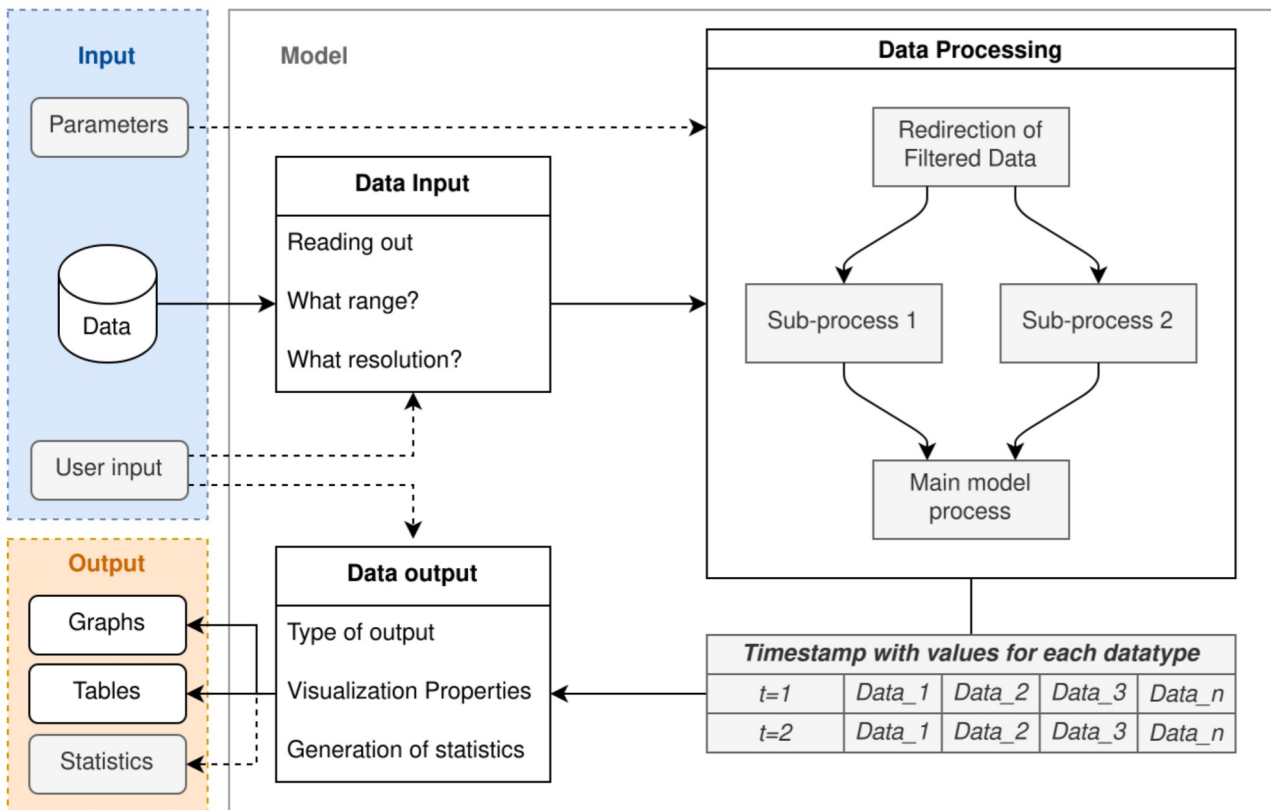 Input
Parameters
Data
User input
Output
Graphs
Tables
Statistics
Model
Data Input
Reading out
What range?
What resolution?
Data output
Type of output
Visualization Properties
Generation of statistics
Data Processing
Redirection of
Filtered Data
Sub-process 1
Sub-process 2
Main model
process
Timestamp with values for each datatype
t=1 Data_1 Data_2 Data_3 Data_n
t=2 Data_1 Data_2 Data_3 Data_n